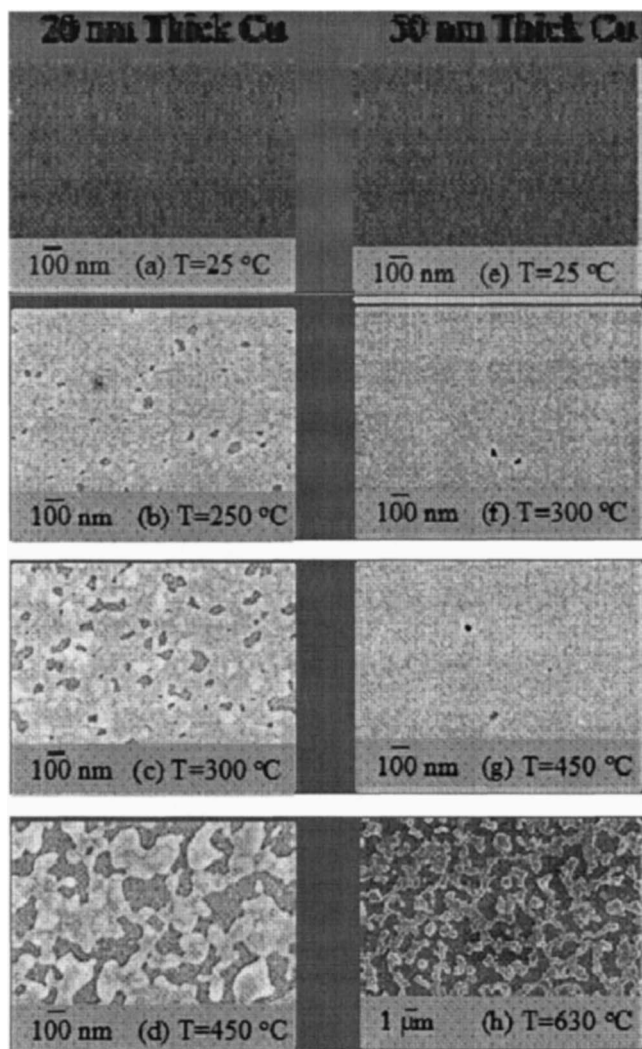 20 nm Thick Cu
50 nm Thick Cu
100 nm (a) T=25 °C
100 nm (e) T=25 °C
100 nm (b) T=250 °C
100 nm (f) T=300 °C
100 nm (c) T=300 °C
100 nm (g) T=450 °C
100 nm (d) T=450 °C
1 μm (h) T=630 °C